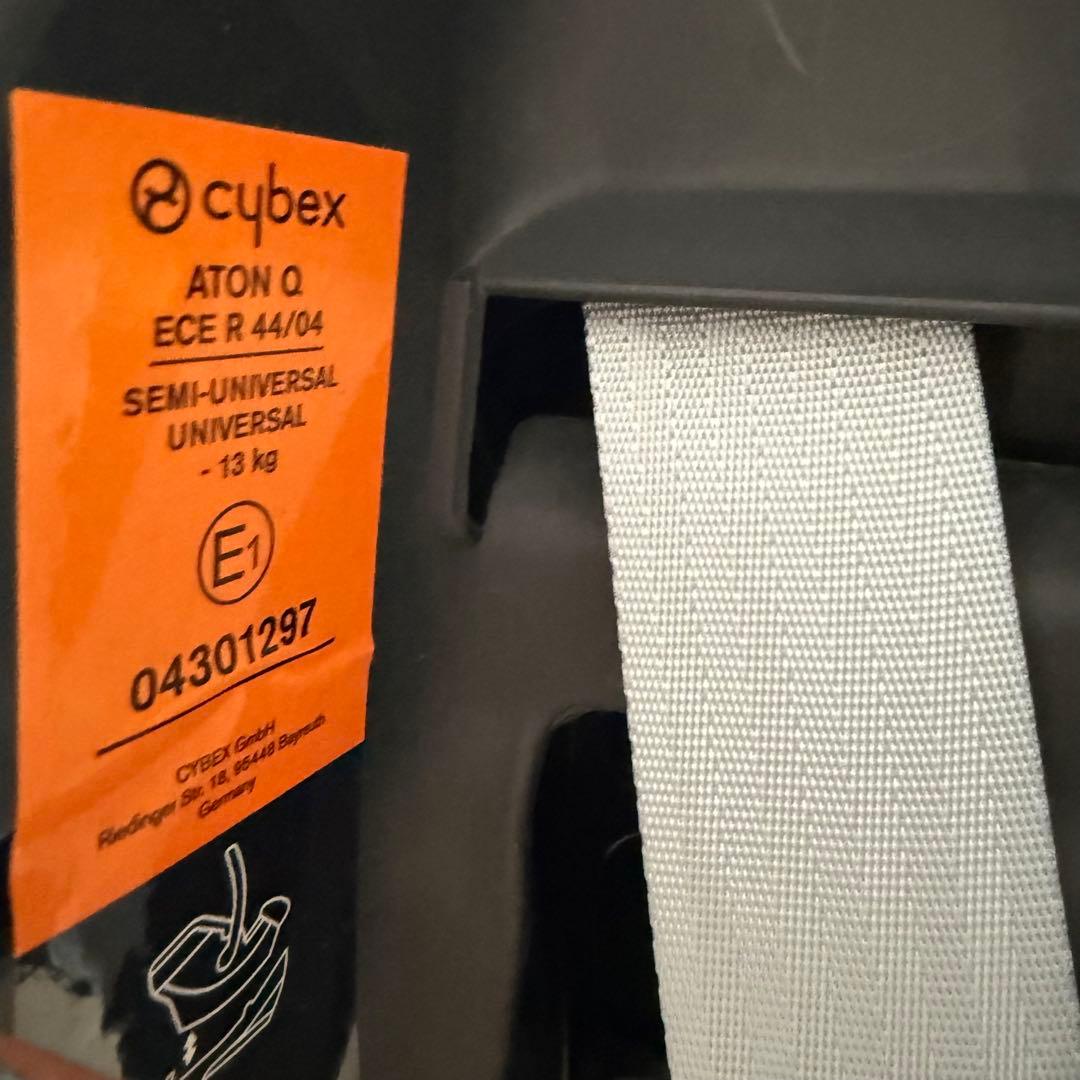 cybex
ATON Q
ECE R 44/04
SEMI-UNIVERSAL
UNIVERSAL
- 13 kg
E1
04301297
CYBEX GmbH
Riedinger Str. 18, 95448 Bayreuth
Germany